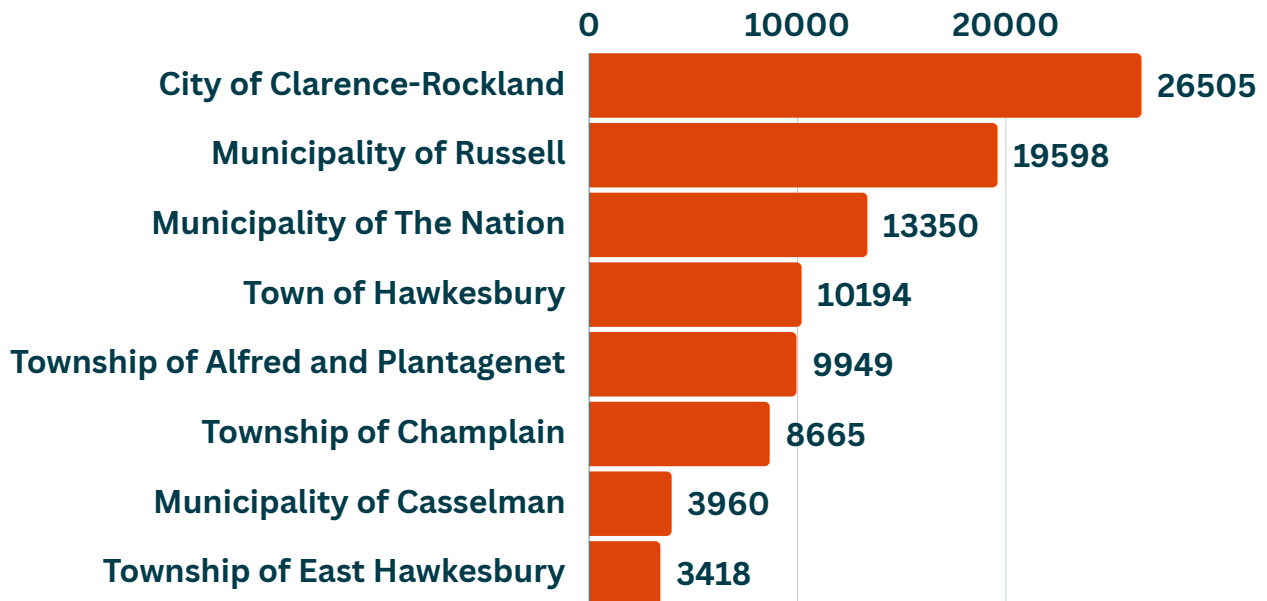 0 10000 20000
City of Clarence-Rockland 26505
Municipality of Russell 19598
Municipality of The Nation 13350
Town of Hawkesbury 10194
Township of Alfred and Plantagenet 9949
Township of Champlain 8665
Municipality of Casselman 3960
Township of East Hawkesbury 3418